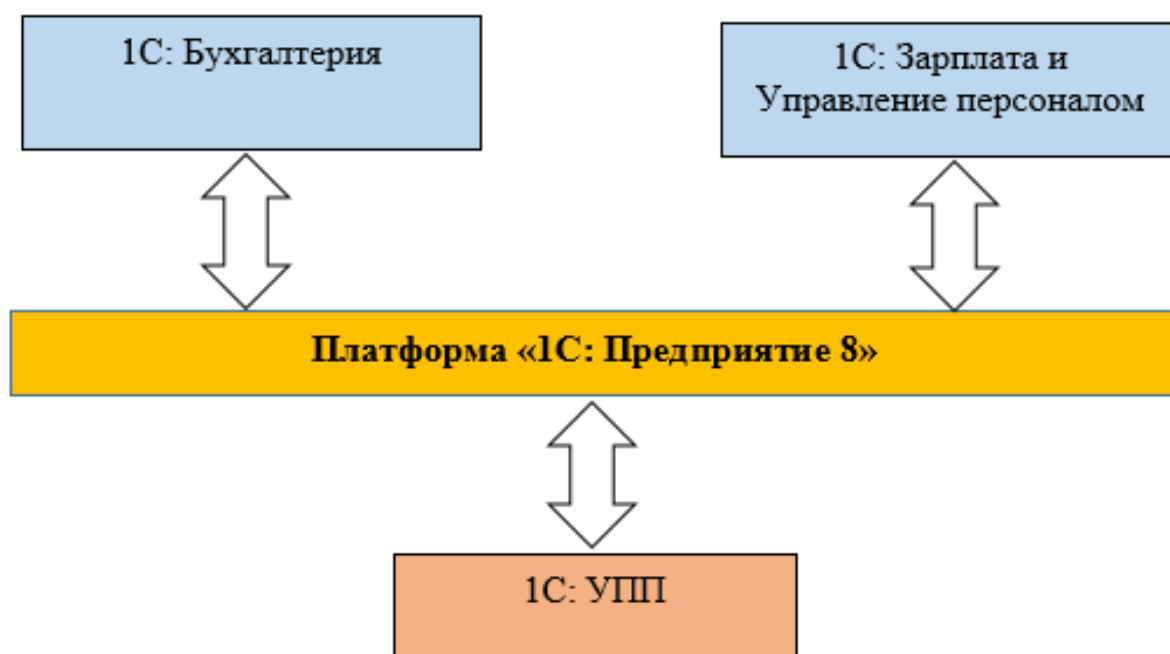 1С: Бухгалтерия
1С: Зарплата и
Управление персоналом
Платформа «1С: Предприятие 8»
1С: УПП